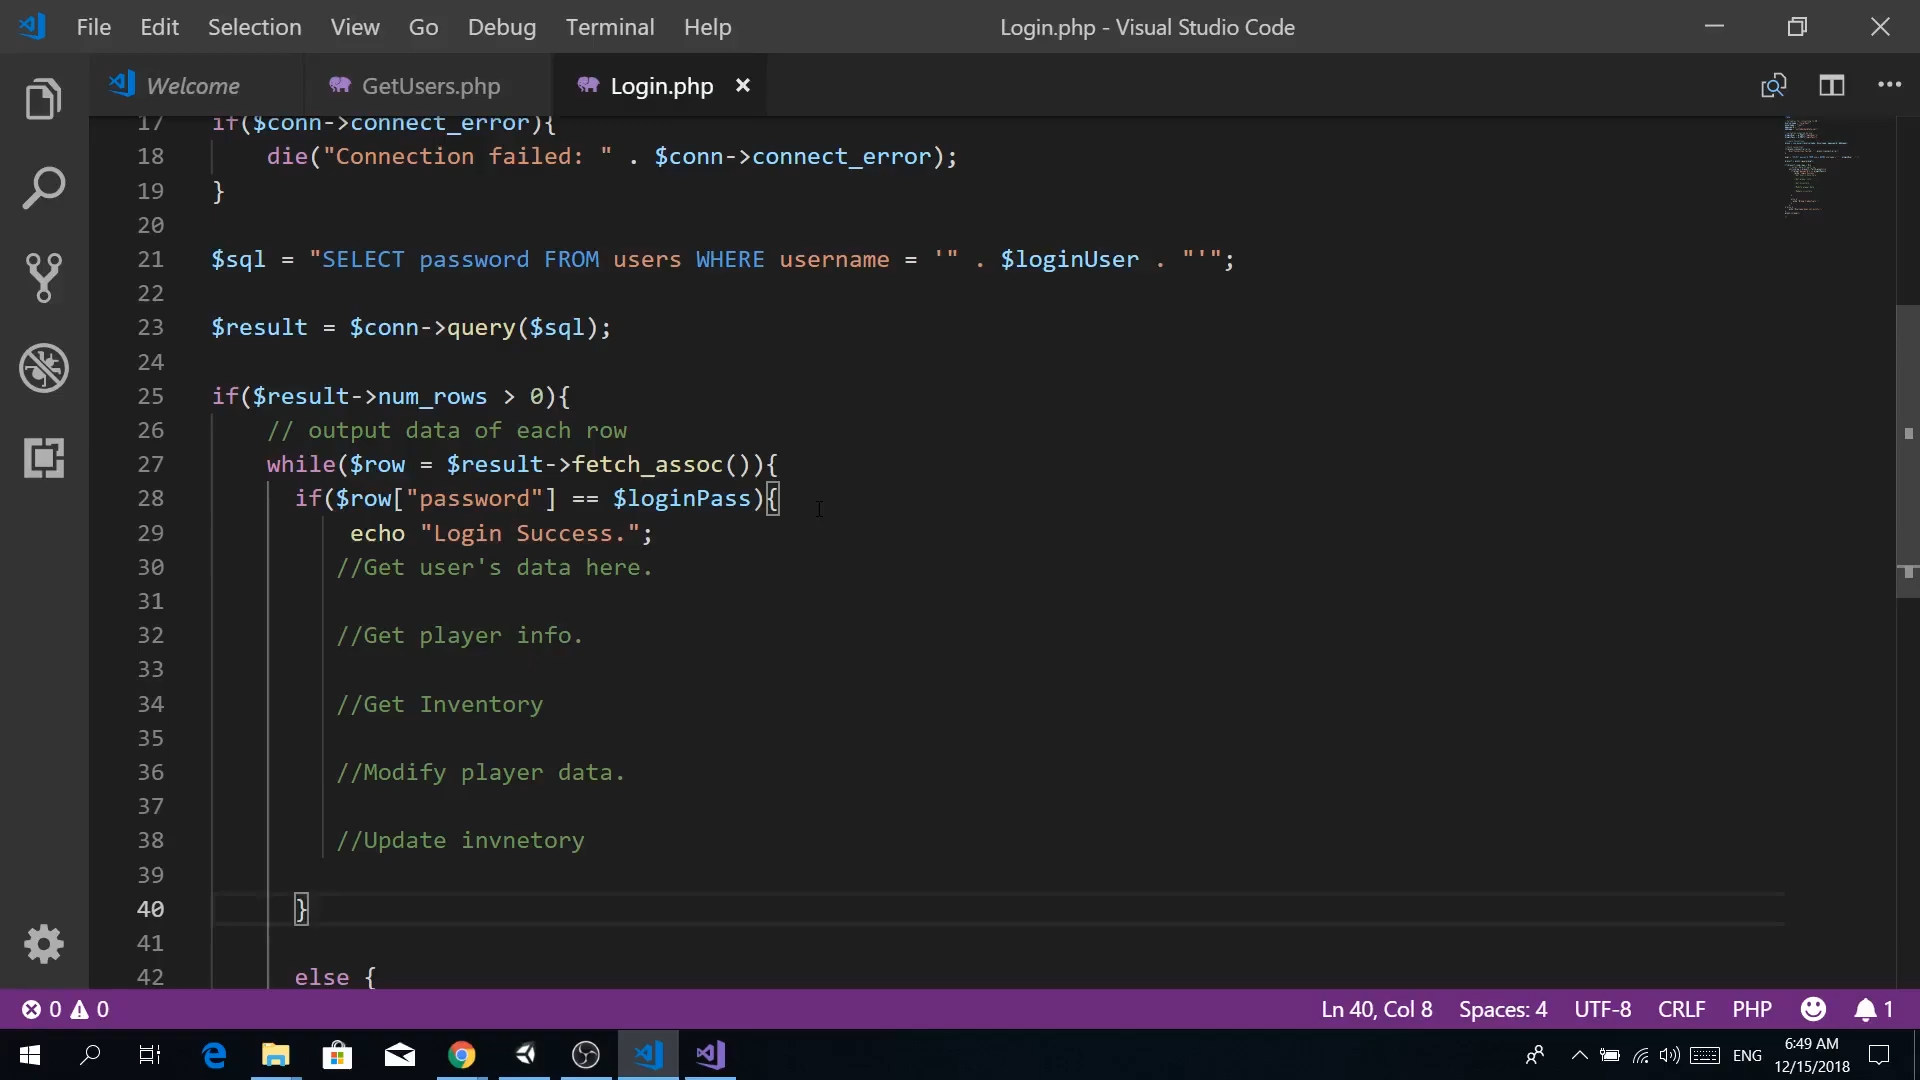 File Edit Selection View Go Debug Terminal Help Login.php - Visual Studio Code
Welcome GetUsers.php Login.php
17 if($conn->connect_error){
18 die("Connection failed: " . $conn->connect_error);
19 }
20
21 $sql = "SELECT password FROM users WHERE username = '" . $loginUser . "'";
22
23 $result = $conn->query($sql);
24
25 if($result->num_rows > 0){
26 // output data of each row
27 while($row = $result->fetch_assoc()){
28 if($row["password"] == $loginPass){
29 echo "Login Success.";
30 //Get user's data here.
31
32 //Get player info.
33
34 //Get Inventory
35
36 //Modify player data.
37
38 //Update invnetory
39
40 }
41
42 else {
0 0 Ln 40, Col 8 Spaces: 4 UTF-8 CRLF PHP 1
ENG 6:49 AM
12/15/2018